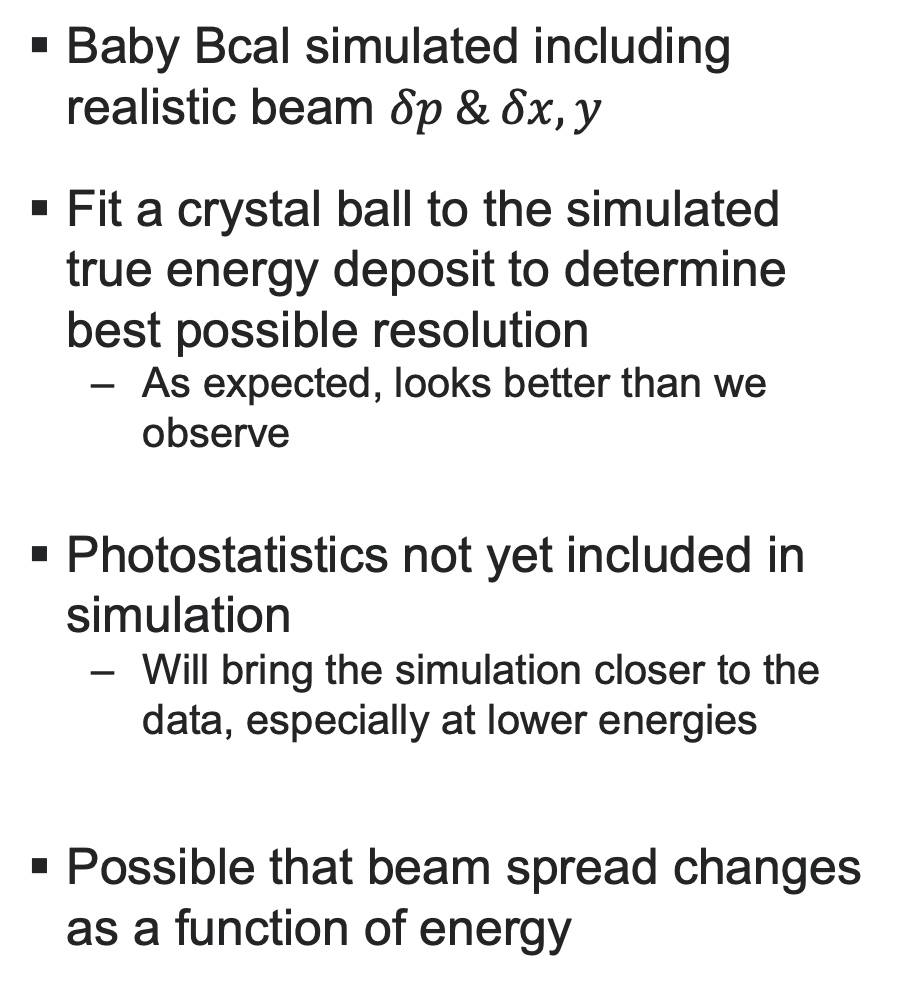 ▪ Baby Bcal simulated including
realistic beam 𝛿𝑝 & 𝛿𝑥, 𝑦
▪ Fit a crystal ball to the simulated
true energy deposit to determine
best possible resolution
– As expected, looks better than we
observe
▪ Photostatistics not yet included in
simulation
– Will bring the simulation closer to the
data, especially at lower energies
▪ Possible that beam spread changes
as a function of energy